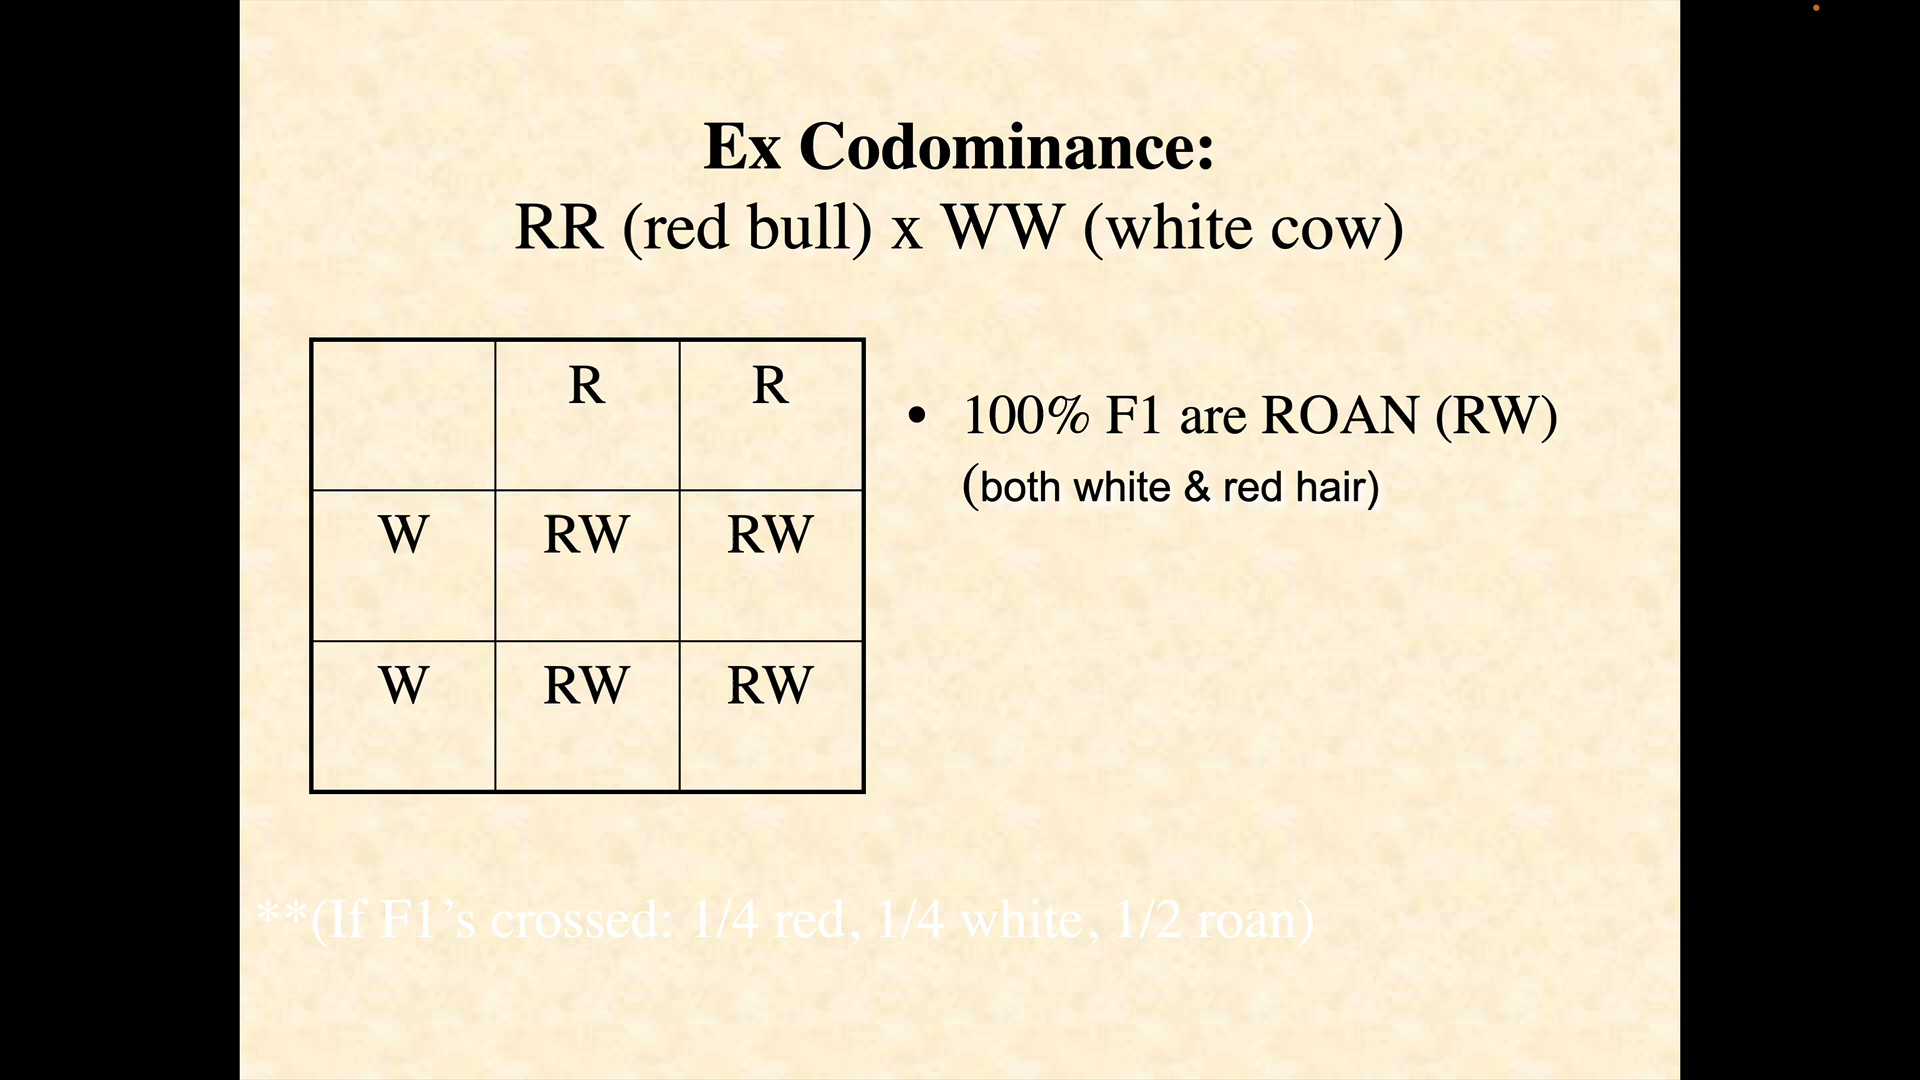 Ex Codominance:
RR (red bull) x WW (white cow)
R R
W RW RW
W RW RW
• 100% F1 are ROAN (RW)
(both white & red hair)
**(If F1’s crossed: 1/4 red, 1/4 white, 1/2 roan)